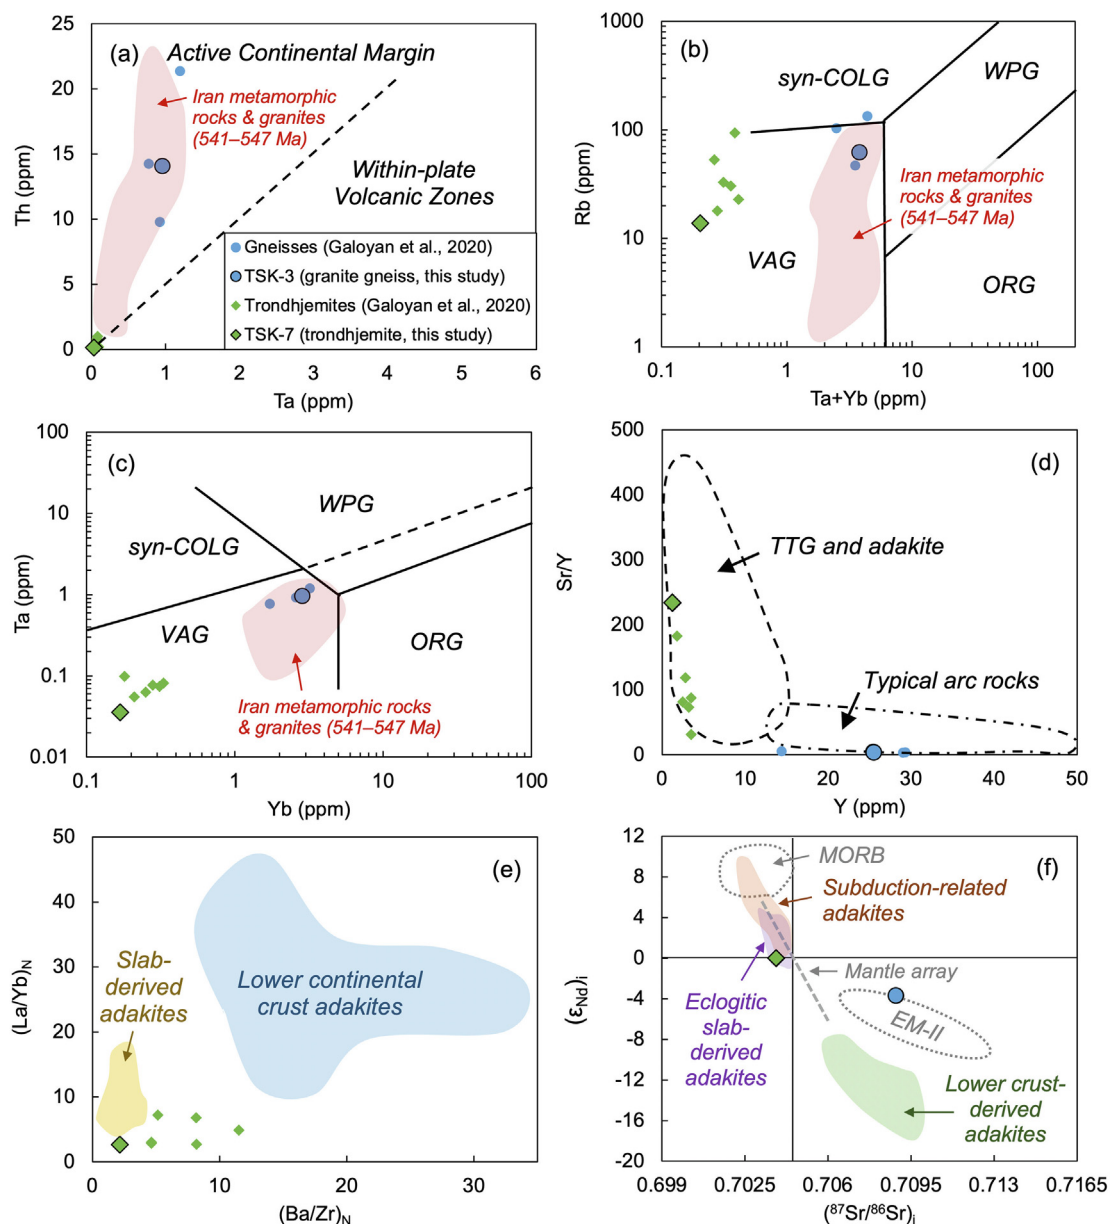 (a)
Active Continental Margin
Iran metamorphic
rocks & granites
(541–547 Ma)
Within-plate
Volcanic Zones
Gneisses (Galoyan et al., 2020)
TSK-3 (granite gneiss, this study)
Trondhjemites (Galoyan et al., 2020)
TSK-7 (trondhjemite, this study)
Th (ppm)
25
20
15
10
5
0
0 1 2 3 4 5 6
Ta (ppm)
(b)
syn-COLG
WPG
Iran metamorphic
rocks & granites
(541–547 Ma)
VAG
ORG
Rb (ppm)
1000
100
10
1
0.1 1 10 100
Ta+Yb (ppm)
(c)
WPG
syn-COLG
VAG
ORG
Iran metamorphic rocks
& granites (541–547 Ma)
Ta (ppm)
100
10
1
0.1
0.01
0.1 1 10 100
Yb (ppm)
(d)
TTG and adakite
Typical arc rocks
Sr/Y
500
400
300
200
100
0
0 10 20 30 40 50
Y (ppm)
(e)
Slab-
derived
adakites
Lower continental
crust adakites
(La/Yb)N
50
40
30
20
10
0
0 10 20 30
(Ba/Zr)N
(f)
MORB
Subduction-related
adakites
Mantle array
Eclogitic
slab-
derived
adakites
EM-II
Lower crust-
derived
adakites
(εNd)i
12
8
4
0
-4
-8
-12
-16
-20
0.699 0.7025 0.706 0.7095 0.713 0.7165
(87Sr/86Sr)i